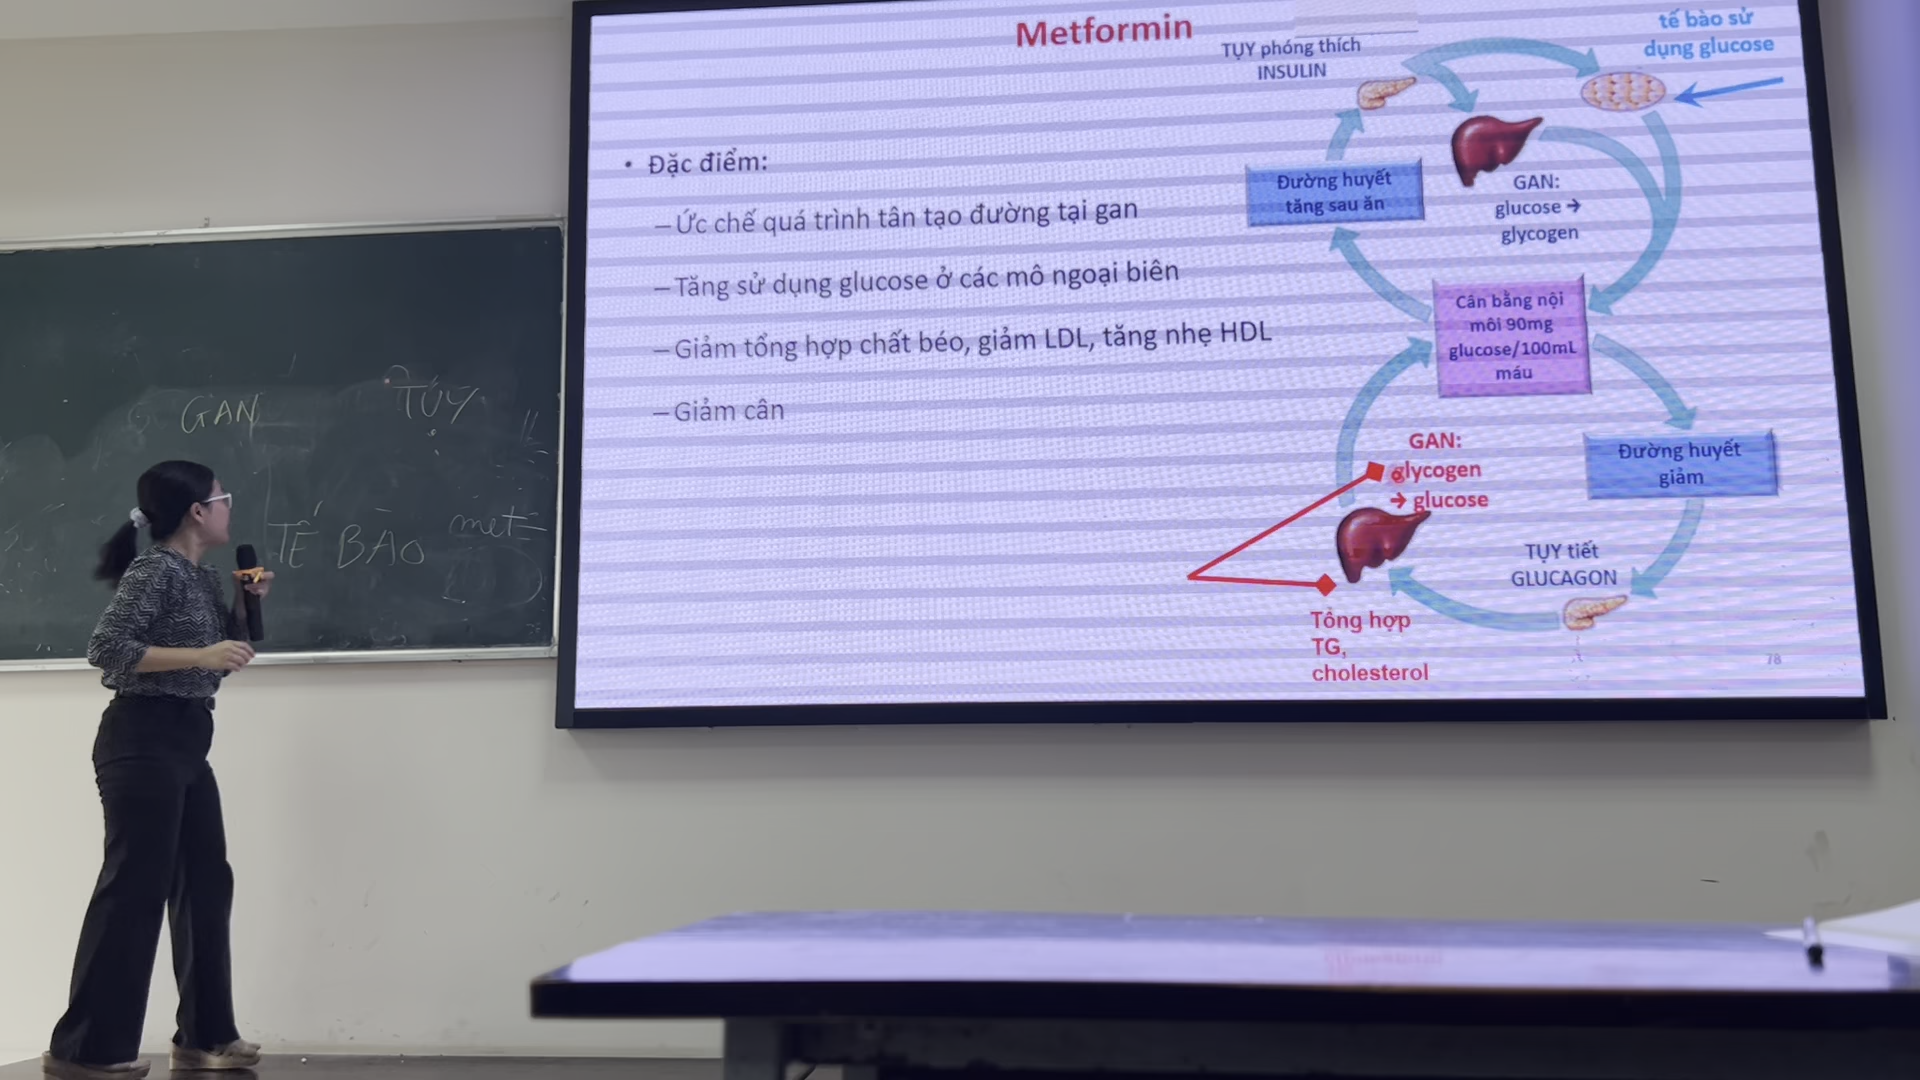 Metformin
• Đặc điểm:
– Ức chế quá trình tân tạo đường tại gan
– Tăng sử dụng glucose ở các mô ngoại biên
– Giảm tổng hợp chất béo, giảm LDL, tăng nhẹ HDL
– Giảm cân
TỤY phóng thích
INSULIN
tế bào sử
dụng glucose
Đường huyết
tăng sau ăn
GAN:
glucose →
glycogen
Cân bằng nội
môi 90mg
glucose/100mL
máu
GAN:
glycogen
→ glucose
Đường huyết
giảm
TỤY tiết
GLUCAGON
Tổng hợp
TG,
cholesterol
78
GAN
TỤY
TẾ BÀO
met